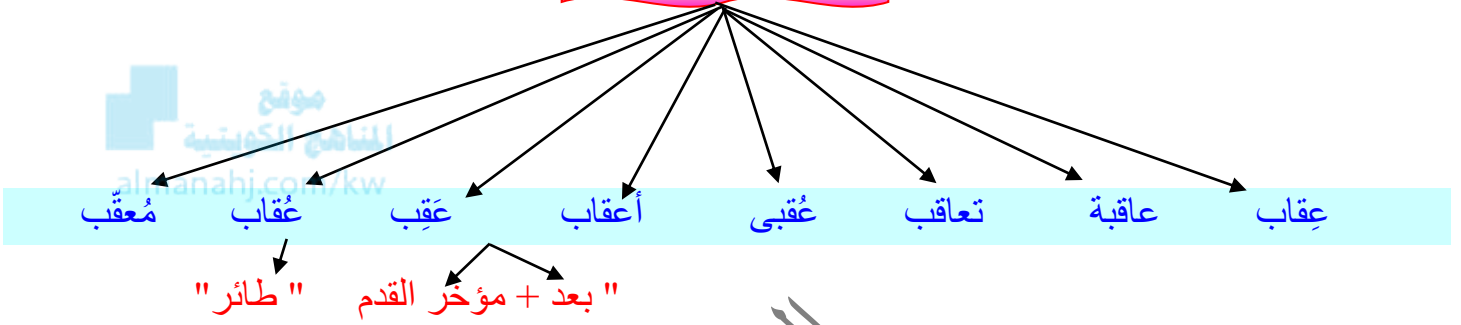 موقع
المناهج الكويتية
almanahj.com/kw
عِقاب عاقبة تعاقب عُقبى أعقاب عَقِب عُقاب مُعقّب
" بعد + مؤخر القدم " طائر"